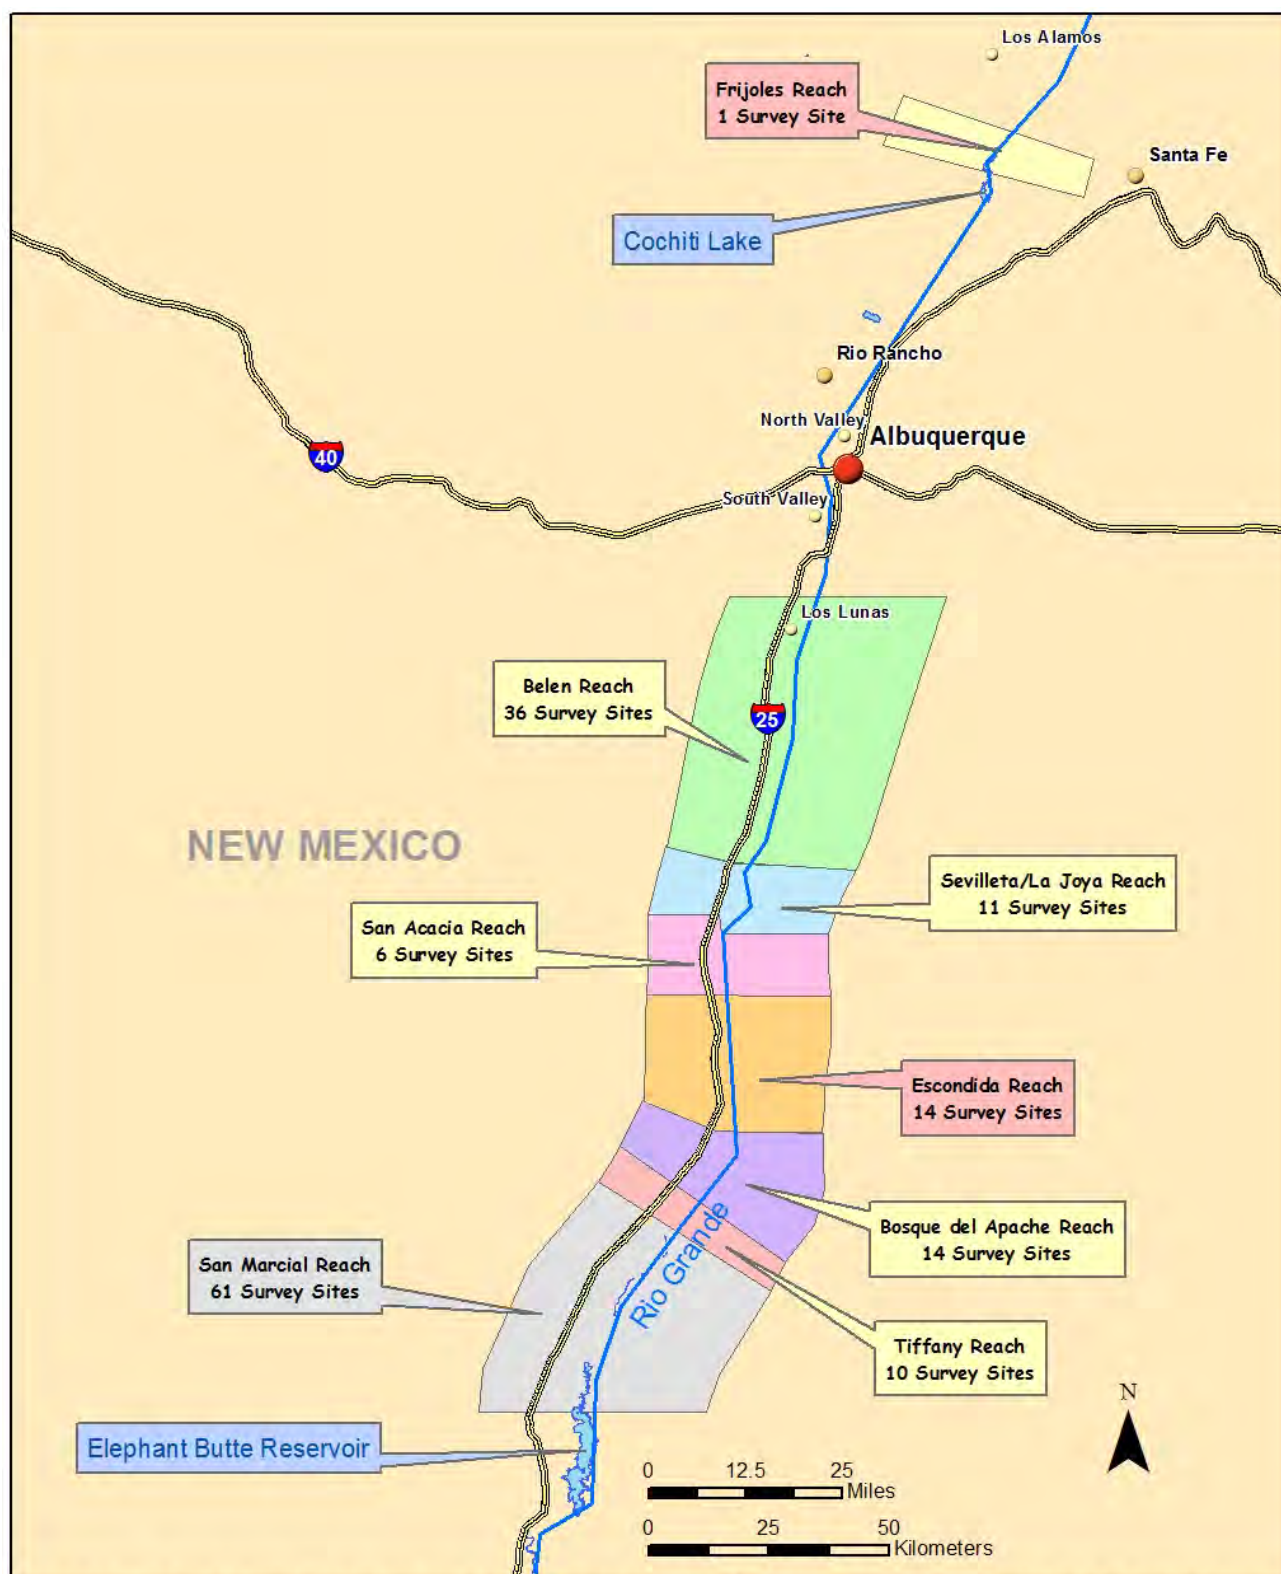 Los Alamos
Frijoles Reach
1 Survey Site
Santa Fe
Cochiti Lake
Rio Rancho
North Valley
Albuquerque
40
South Valley
Los Lunas
Belen Reach
36 Survey Sites
25
NEW MEXICO
Sevilleta/La Joya Reach
11 Survey Sites
San Acacia Reach
6 Survey Sites
Escondida Reach
14 Survey Sites
Bosque del Apache Reach
14 Survey Sites
Rio Grande
San Marcial Reach
61 Survey Sites
Tiffany Reach
10 Survey Sites
N
Elephant Butte Reservoir
0 12.5 25
Miles
0 25 50
Kilometers